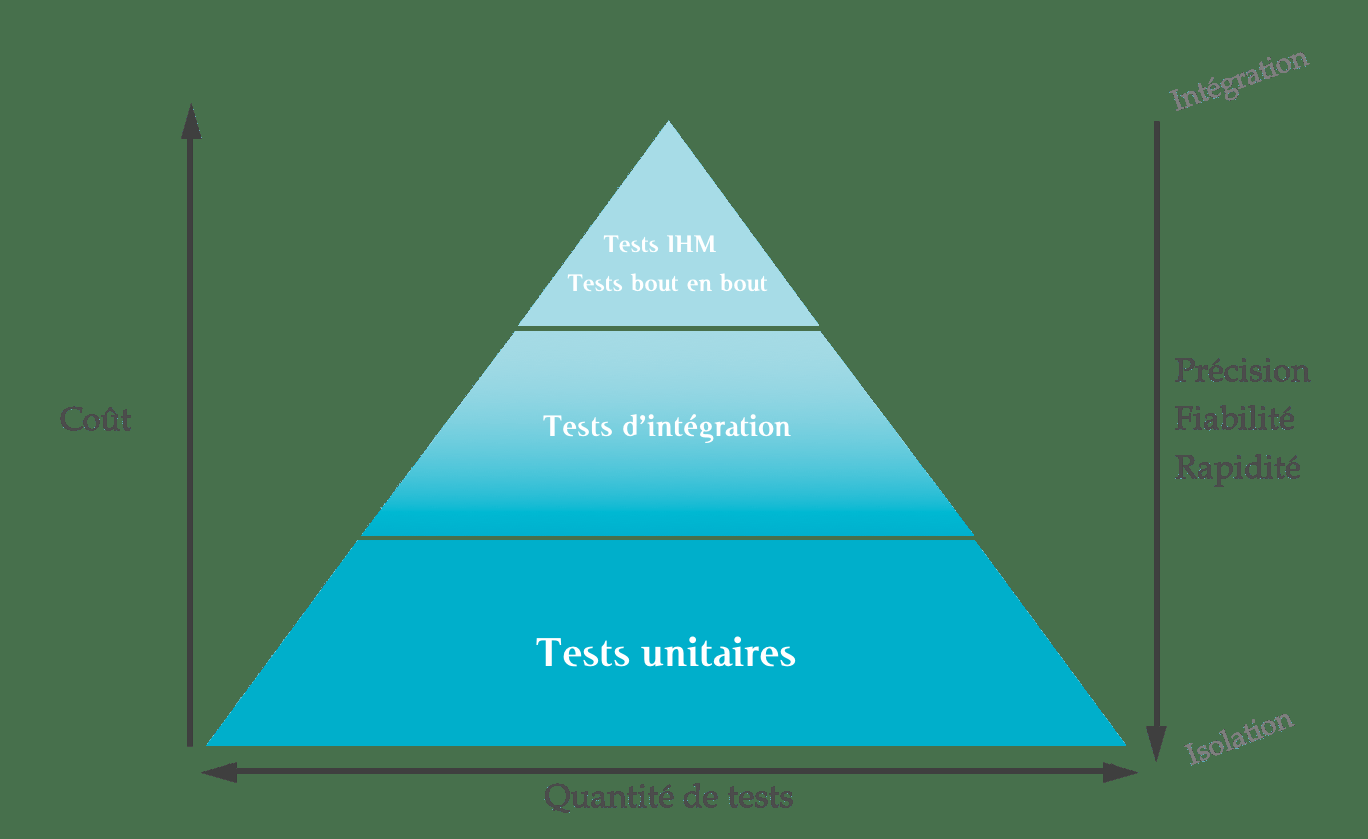 Intégration
Tests IHM
Tests bout en bout
Tests d'intégration
Coût
Précision
Fiabilité
Rapidité
Tests unitaires
Isolation
Quantité de tests